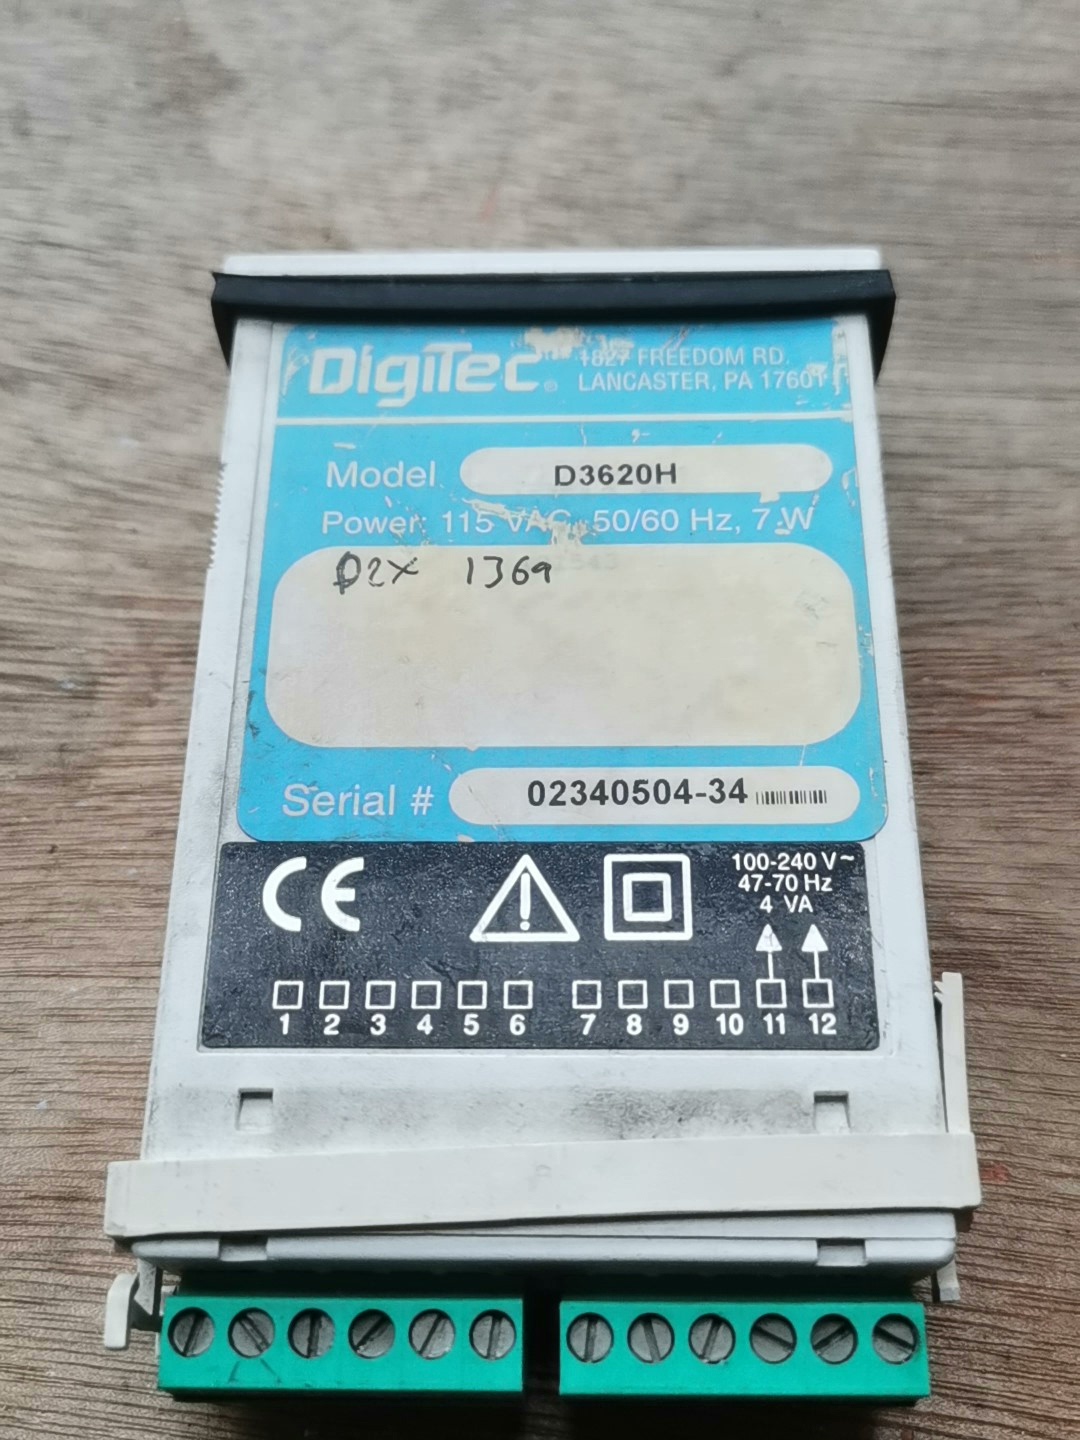 DigiTec®
1827 FREEDOM RD.
LANCASTER, PA 17601
Model D3620H
Power: 115 VAC, 50/60 Hz, 7 W
D2X 1369
Serial # 02340504-34
CE
100-240 V~
47-70 Hz
4 VA
1 2 3 4 5 6 7 8 9 10 11 12